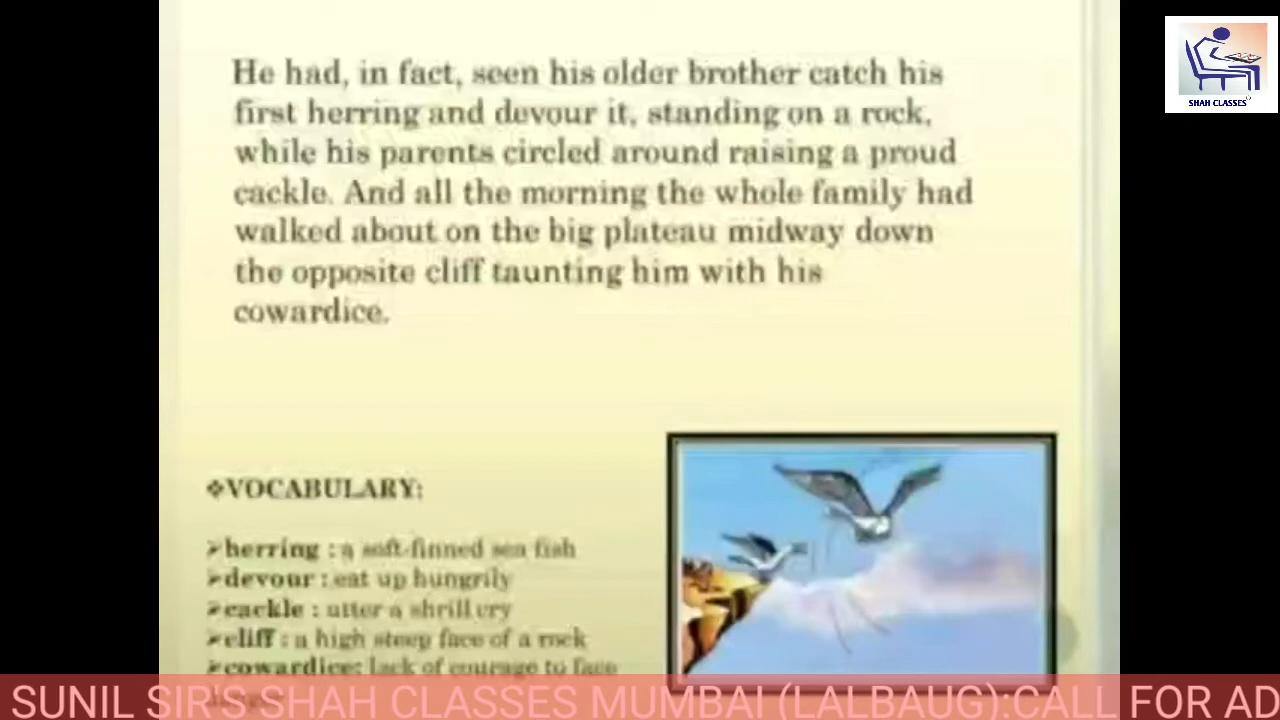 SHAH CLASSES
He had, in fact, seen his older brother catch his
first herring and devour it, standing on a rock,
while his parents circled around raising a proud
cackle. And all the morning the whole family had
walked about on the big plateau midway down
the opposite cliff taunting him with his
cowardice.
❖VOCABULARY:
➢herring : a soft-finned sea fish
➢devour : eat up hungrily
➢cackle : utter a shrill cry
➢cliff : a high steep face of a rock
➢cowardice: lack of courage to face
SUNIL SIR'S SHAH CLASSES MUMBAI (LALBAUG):CALL FOR AD